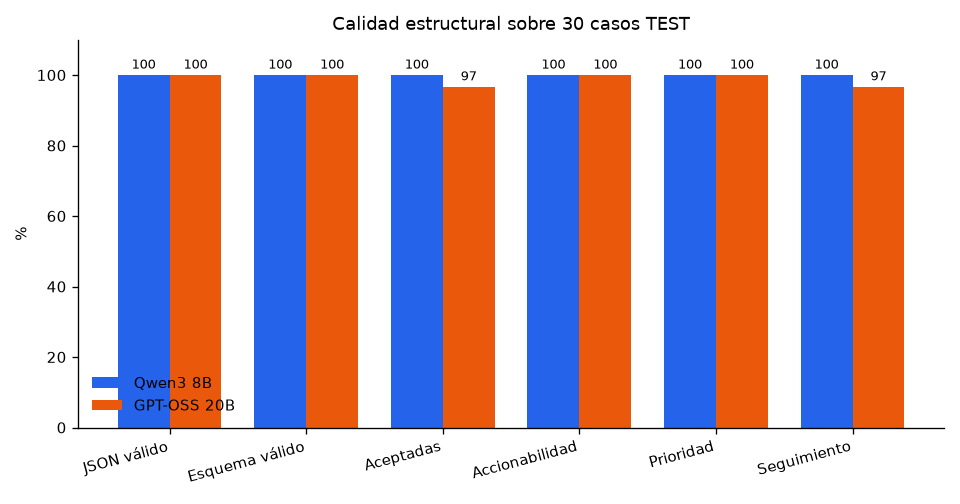 Calidad estructural sobre 30 casos TEST
%
100
80
60
40
20
0
100 100 100 100 100 97 100 100 100 100 100 97
Qwen3 8B
GPT-OSS 20B
JSON válido
Esquema válido
Aceptadas
Accionabilidad
Prioridad
Seguimiento